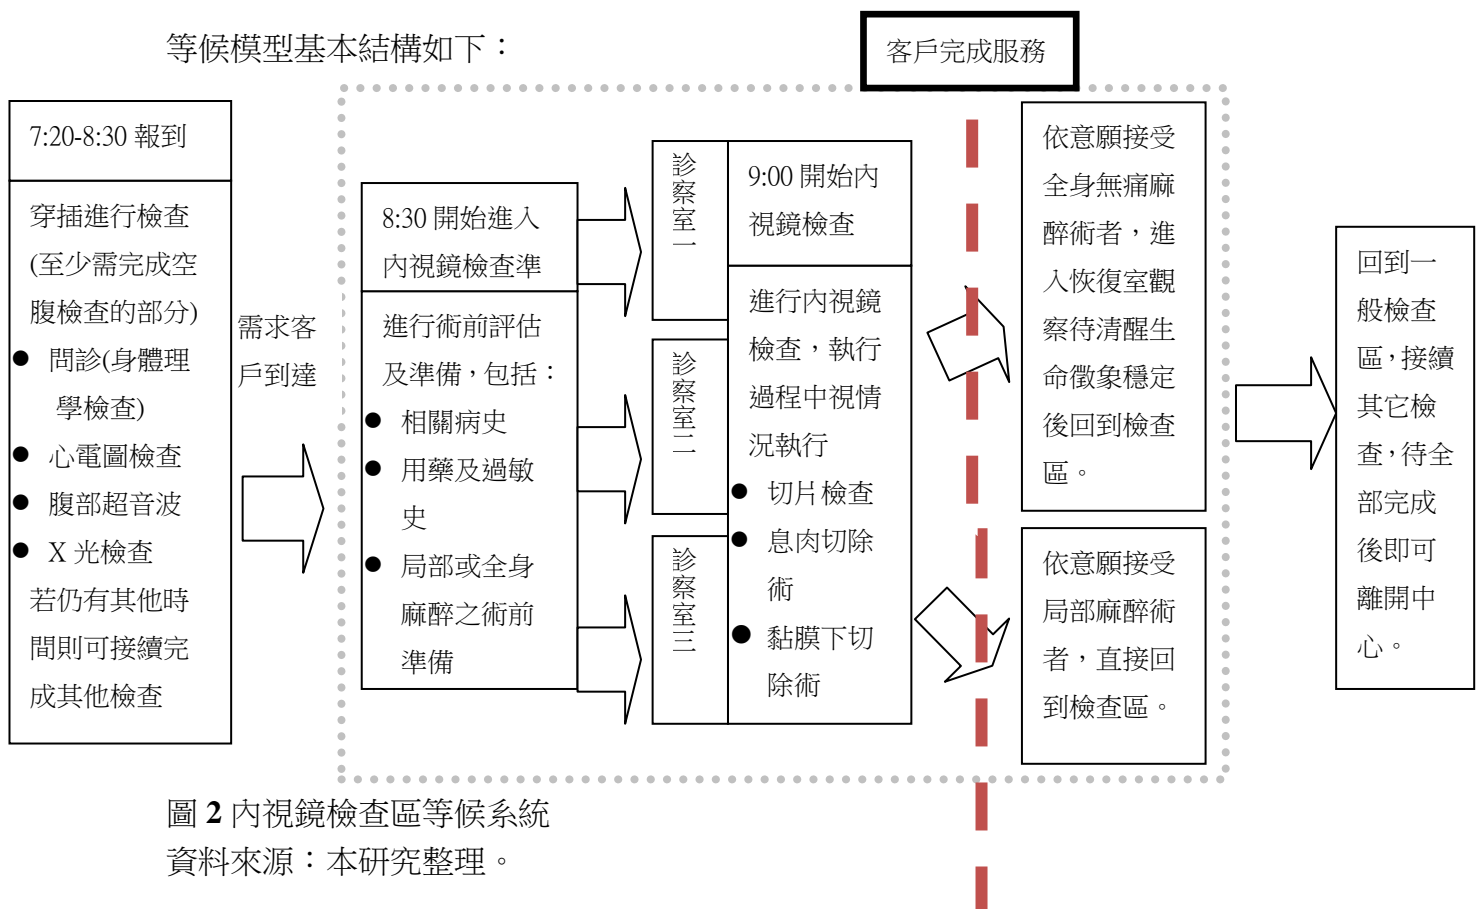 等候模型基本結構如下：
客戶完成服務
7:20-8:30 報到
穿插進行檢查
(至少需完成空
腹檢查的部分)
● 問診(身體理
學檢查)
● 心電圖檢查
● 腹部超音波
● X 光檢查
若仍有其他時
間則可接續完
成其他檢查
需求客
戶到達
8:30 開始進入
內視鏡檢查準
進行術前評估
及準備，包括：
● 相關病史
● 用藥及過敏
史
● 局部或全身
麻醉之術前
準備
診察室一
診察室二
診察室三
9:00 開始內
視鏡檢查
進行內視鏡
檢查，執行
過程中視情
況執行
● 切片檢查
● 息肉切除
術
● 黏膜下切
除術
依意願接受
全身無痛麻
醉術者，進
入恢復室觀
察待清醒生
命徵象穩定
後回到檢查
區。
依意願接受
局部麻醉術
者，直接回
到檢查區。
回到一
般檢查
區，接續
其它檢
查，待全
部完成
後即可
離開中
心。
圖 2 內視鏡檢查區等候系統
資料來源：本研究整理。